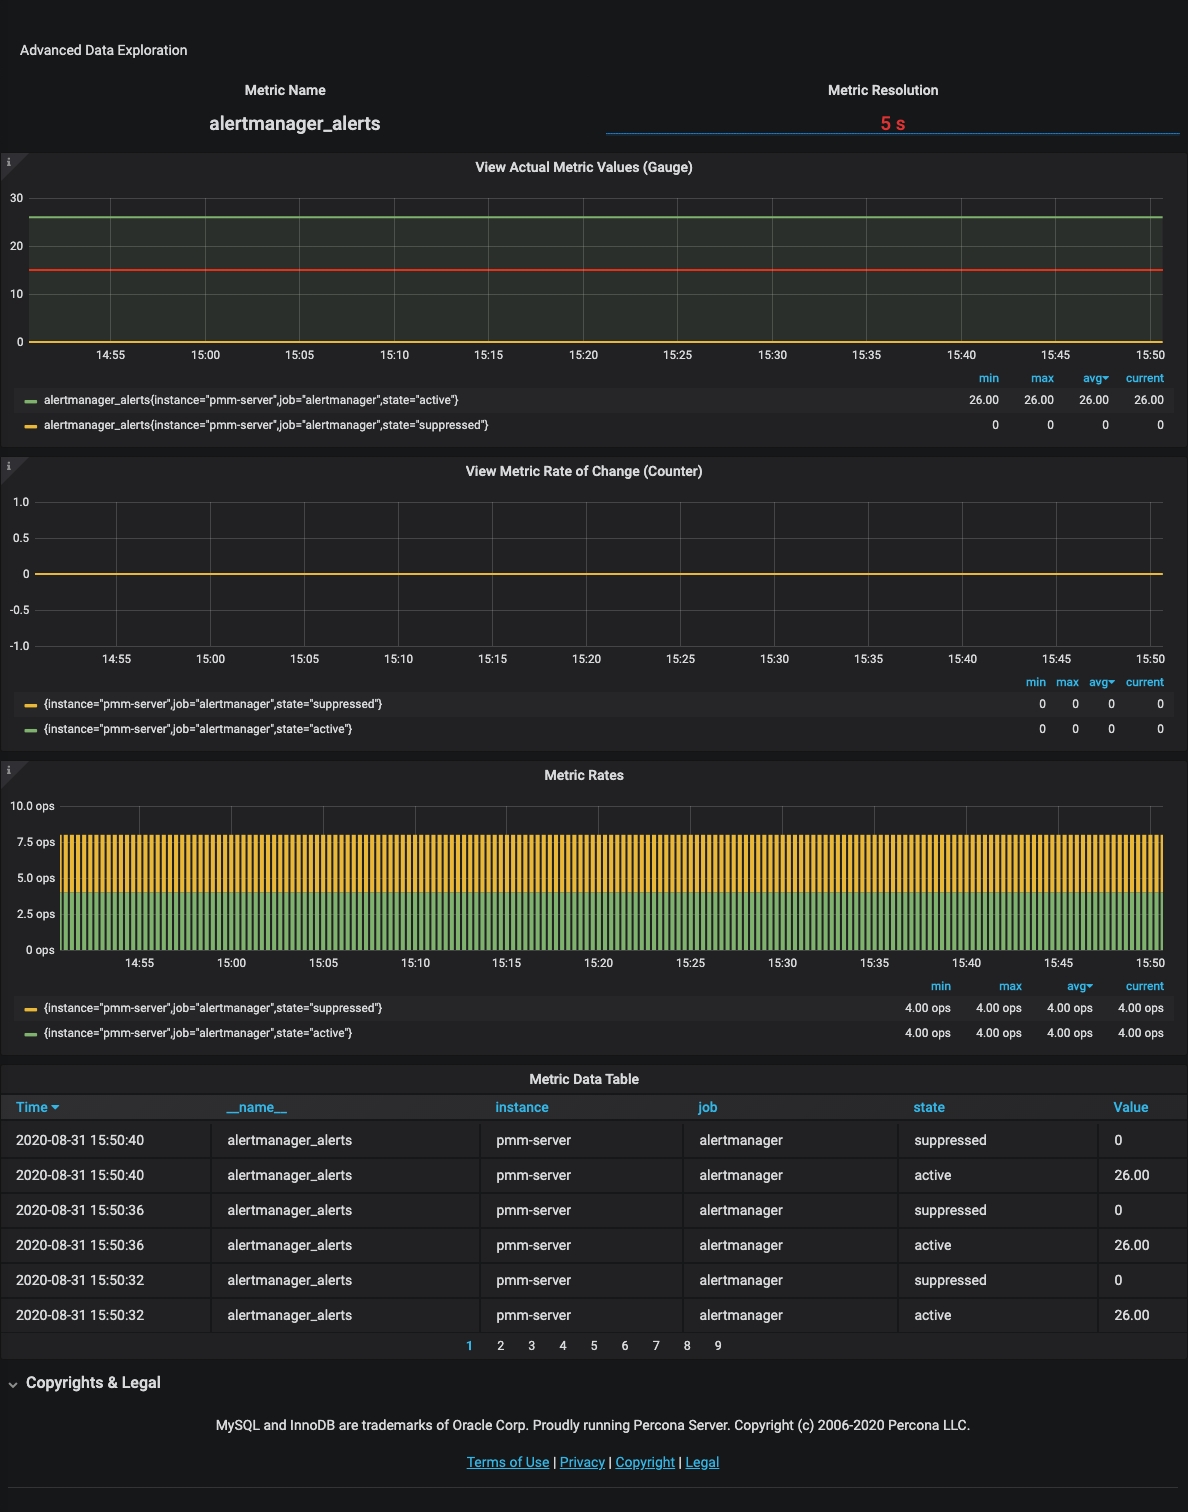 Advanced Data Exploration
Metric Name Metric Resolution
alertmanager_alerts 5 s
i
View Actual Metric Values (Gauge)
30
20
10
0
14:55 15:00 15:05 15:10 15:15 15:20 15:25 15:30 15:35 15:40 15:45 15:50
min max avg current
alertmanager_alerts{instance="pmm-server",job="alertmanager",state="active"} 26.00 26.00 26.00 26.00
alertmanager_alerts{instance="pmm-server",job="alertmanager",state="suppressed"} 0 0 0 0
i
View Metric Rate of Change (Counter)
1.0
0.5
0
-0.5
-1.0
14:55 15:00 15:05 15:10 15:15 15:20 15:25 15:30 15:35 15:40 15:45 15:50
min max avg current
{instance="pmm-server",job="alertmanager",state="suppressed"} 0 0 0 0
{instance="pmm-server",job="alertmanager",state="active"} 0 0 0 0
i
Metric Rates
10.0 ops
7.5 ops
5.0 ops
2.5 ops
0 ops
14:55 15:00 15:05 15:10 15:15 15:20 15:25 15:30 15:35 15:40 15:45 15:50
min max avg current
{instance="pmm-server",job="alertmanager",state="suppressed"} 4.00 ops 4.00 ops 4.00 ops 4.00 ops
{instance="pmm-server",job="alertmanager",state="active"} 4.00 ops 4.00 ops 4.00 ops 4.00 ops
Metric Data Table
Time __name__ instance job state Value
2020-08-31 15:50:40 alertmanager_alerts pmm-server alertmanager suppressed 0
2020-08-31 15:50:40 alertmanager_alerts pmm-server alertmanager active 26.00
2020-08-31 15:50:36 alertmanager_alerts pmm-server alertmanager suppressed 0
2020-08-31 15:50:36 alertmanager_alerts pmm-server alertmanager active 26.00
2020-08-31 15:50:32 alertmanager_alerts pmm-server alertmanager suppressed 0
2020-08-31 15:50:32 alertmanager_alerts pmm-server alertmanager active 26.00
1 2 3 4 5 6 7 8 9
Copyrights & Legal
MySQL and InnoDB are trademarks of Oracle Corp. Proudly running Percona Server. Copyright (c) 2006-2020 Percona LLC.
Terms of Use | Privacy | Copyright | Legal